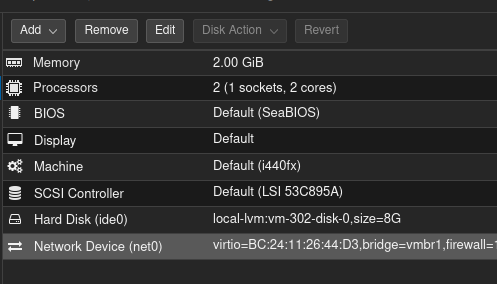 Add Remove Edit Disk Action Revert
Memory 2.00 GiB
Processors 2 (1 sockets, 2 cores)
BIOS Default (SeaBIOS)
Display Default
Machine Default (i440fx)
SCSI Controller Default (LSI 53C895A)
Hard Disk (ide0) local-lvm:vm-302-disk-0,size=8G
Network Device (net0) virtio=BC:24:11:26:44:D3,bridge=vmbr1,firewall=